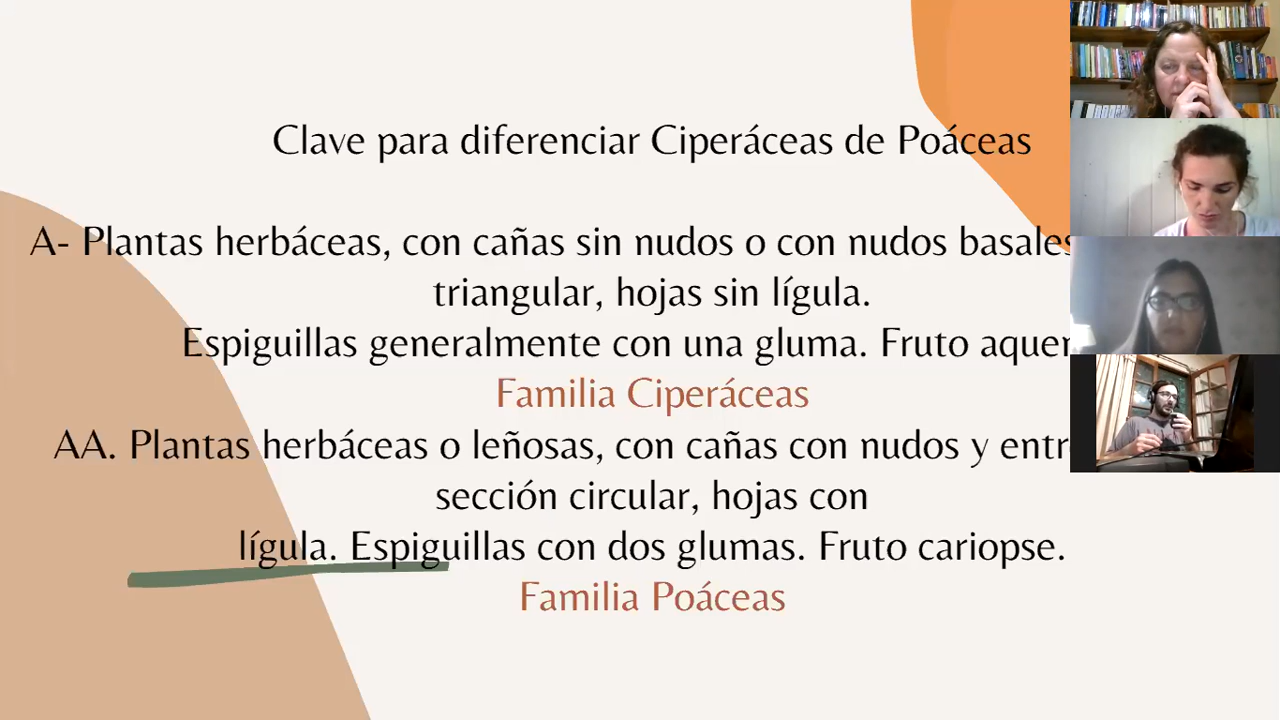 Clave para diferenciar Ciperáceas de Poáceas
A- Plantas herbáceas, con cañas sin nudos o con nudos basales
triangular, hojas sin lígula.
Espiguillas generalmente con una gluma. Fruto
Familia Ciperáceas
AA. Plantas herbáceas o leñosas, con cañas con nudos y
sección circular, hojas con
lígula. Espiguillas con dos glumas. Fruto cariopse.
Familia Poáceas